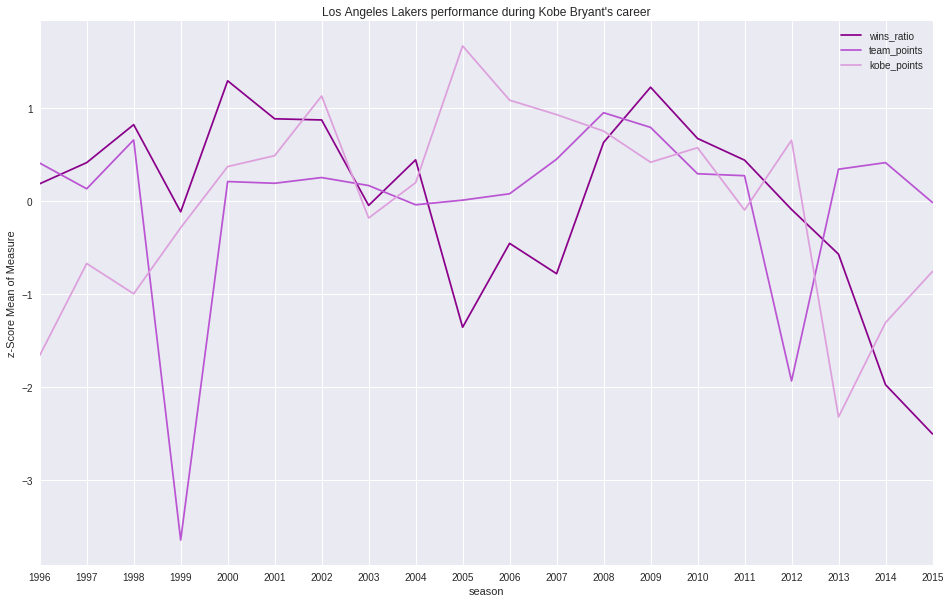 Los Angeles Lakers performance during Kobe Bryant's career
wins_ratio
team_points
kobe_points
z-Score Mean of Measure
1
0
−1
−2
−3
1996 1997 1998 1999 2000 2001 2002 2003 2004 2005 2006 2007 2008 2009 2010 2011 2012 2013 2014 2015
season